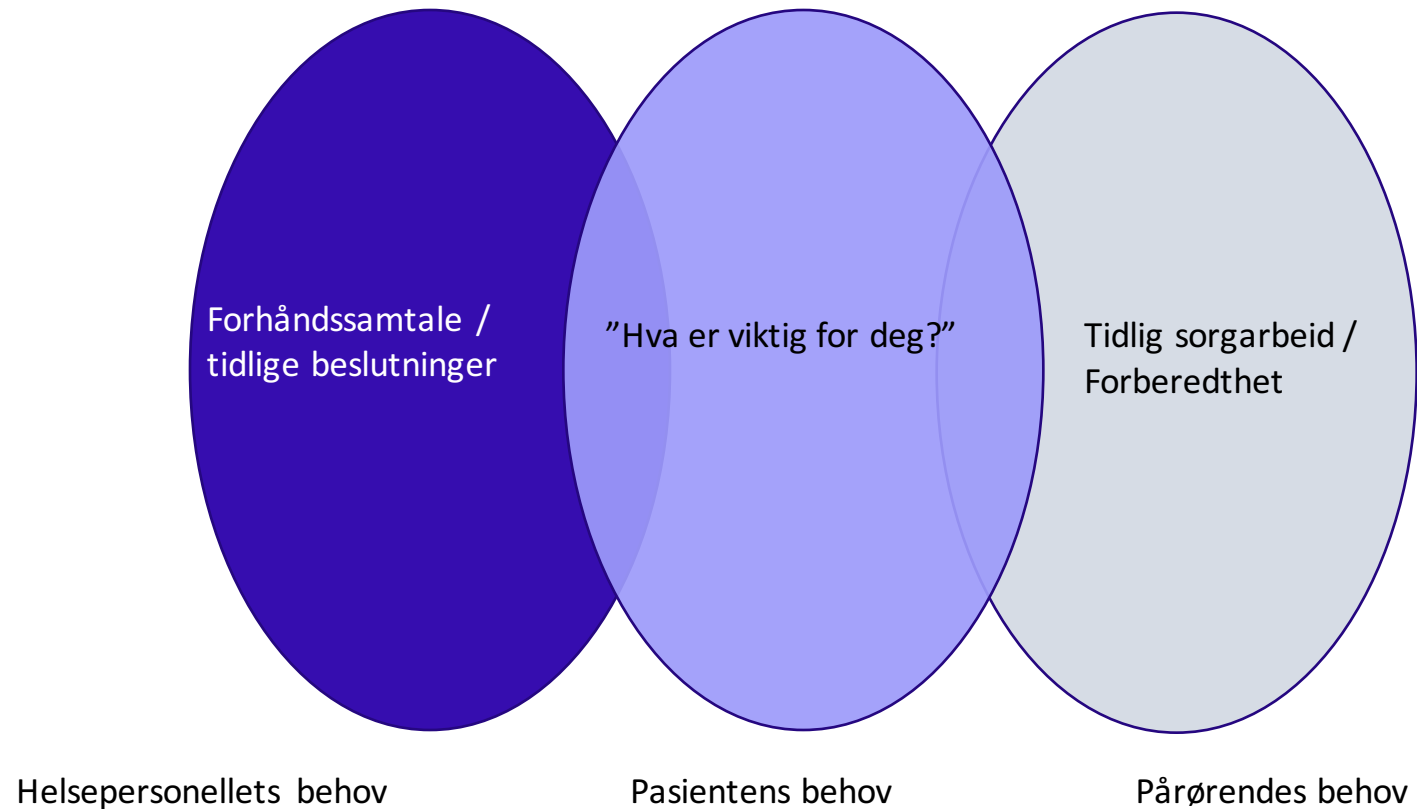 Forhåndssamtale /
tidlige beslutninger
”Hva er viktig for deg?”
Tidlig sorgarbeid /
Forberedthet
Helsepersonellets behov
Pasientens behov
Pårørendes behov